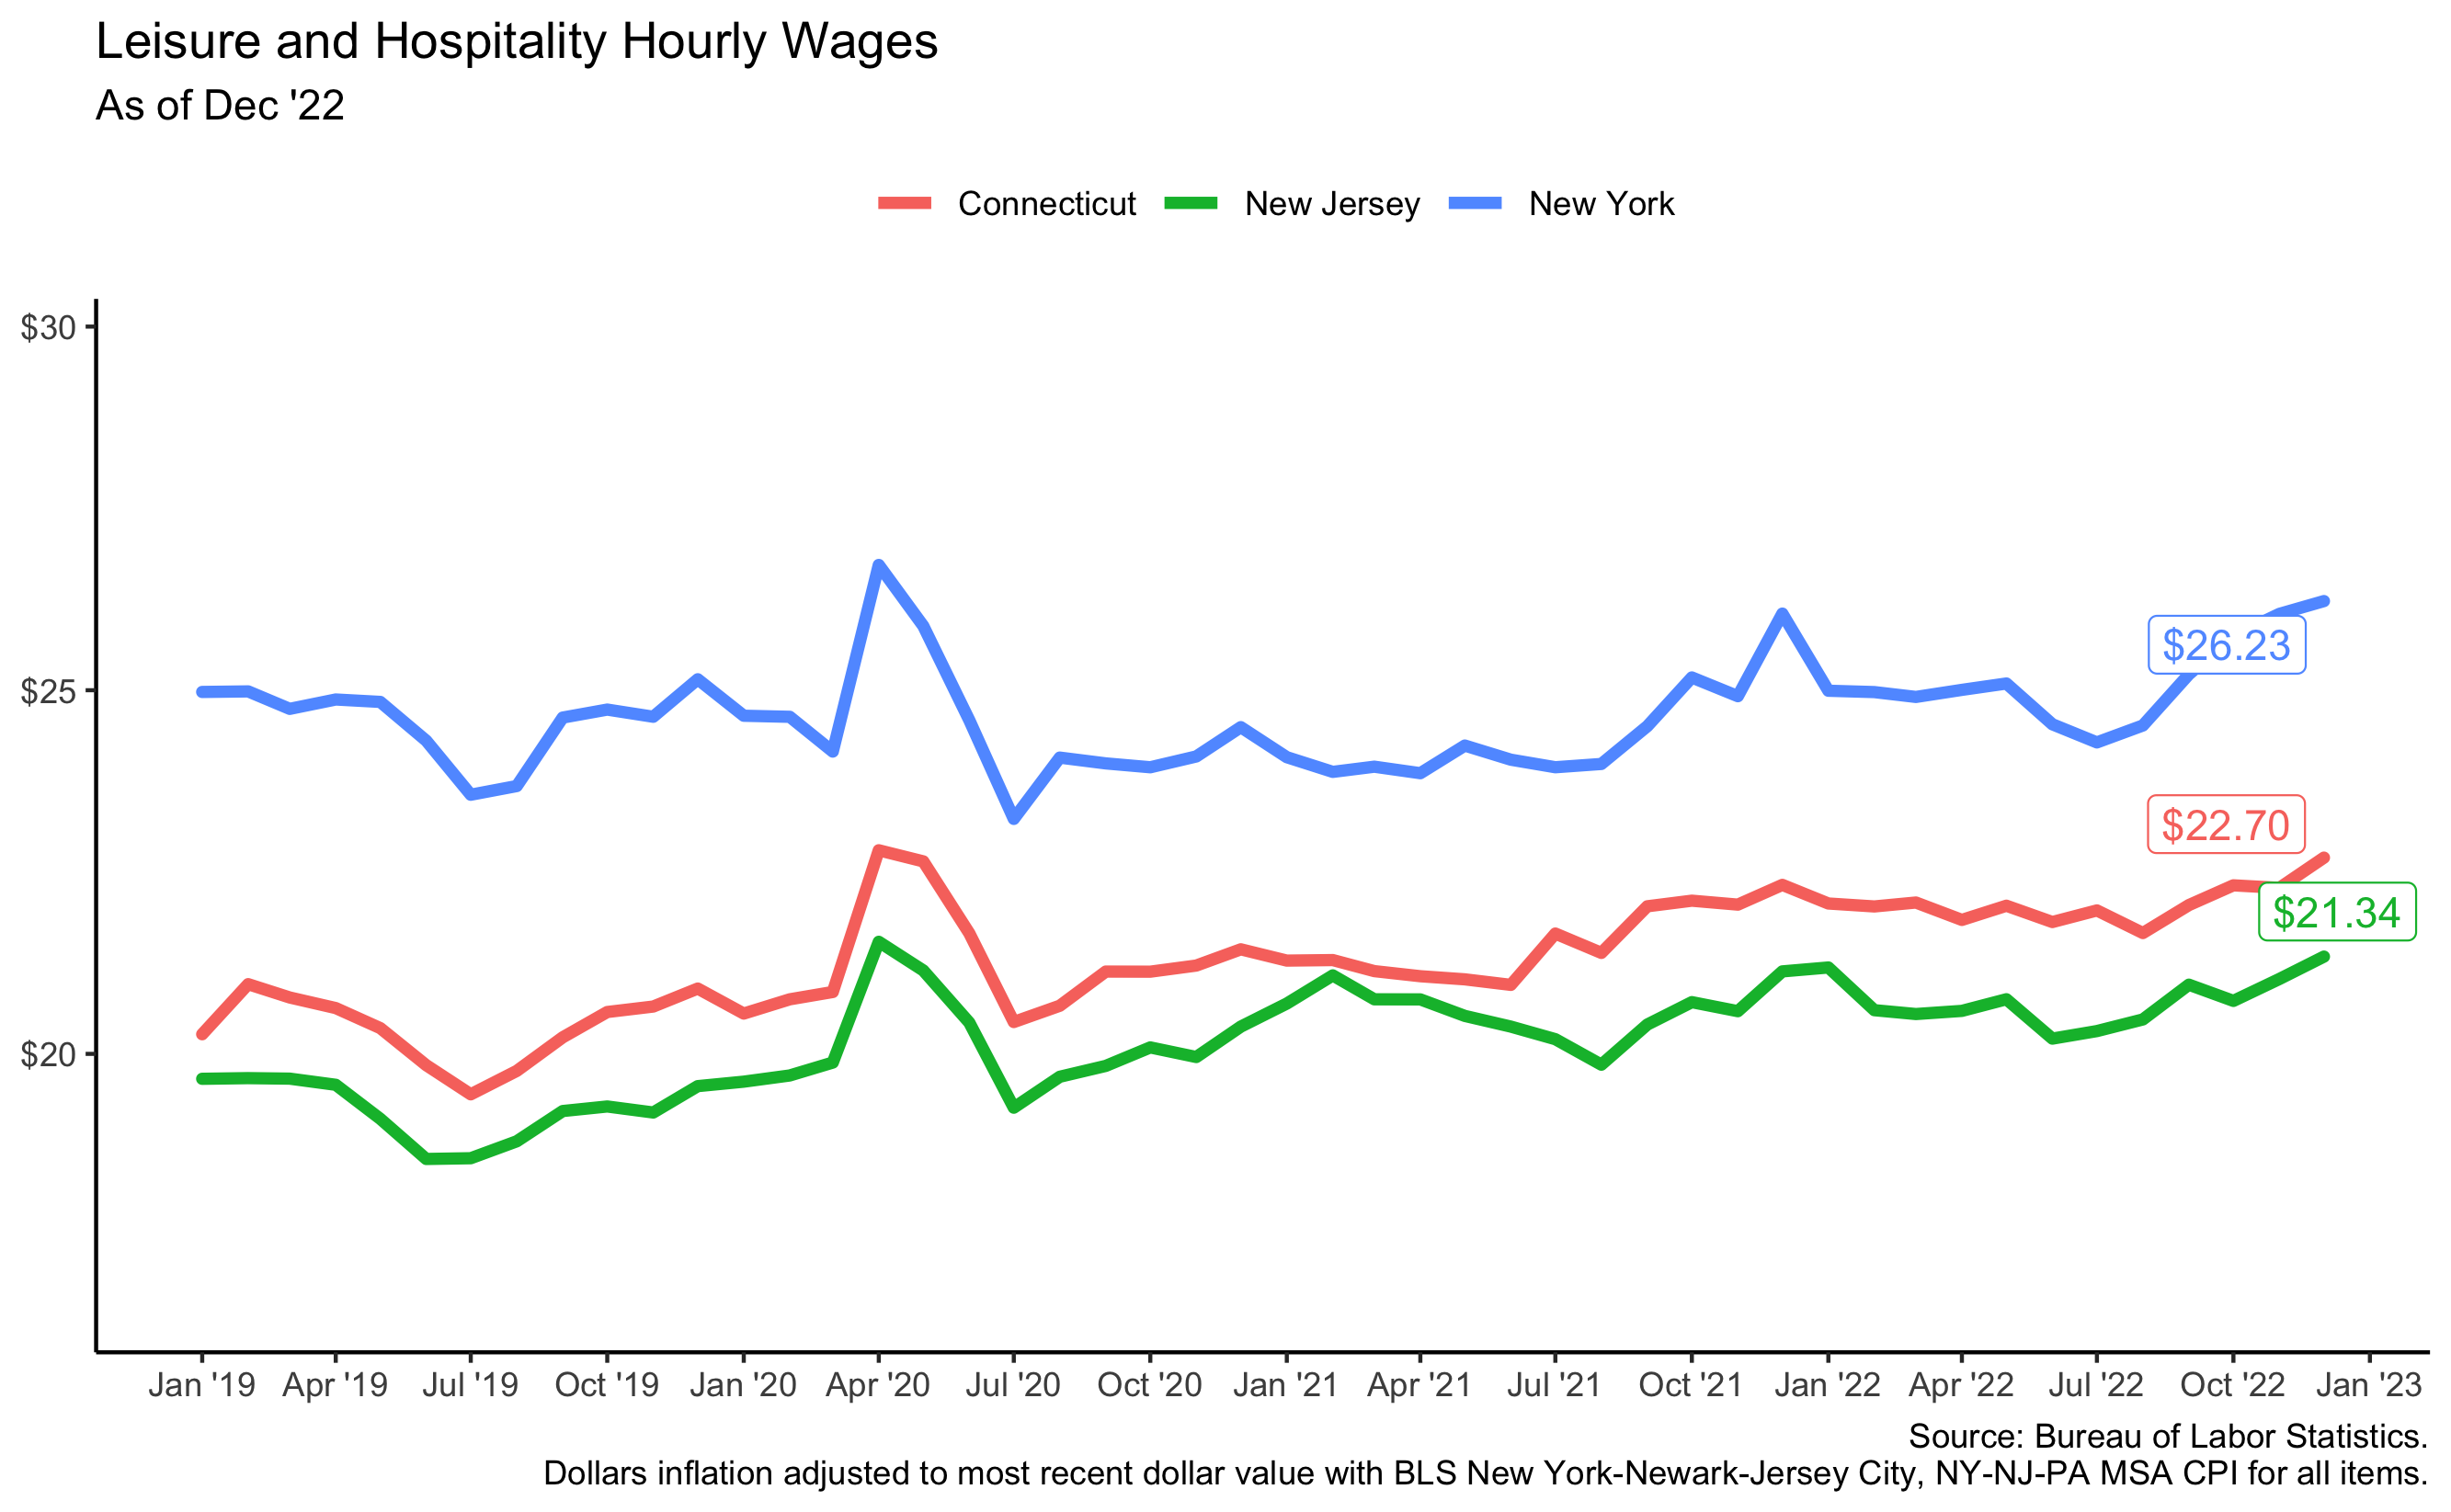 Leisure and Hospitality Hourly Wages
As of Dec '22
Connecticut New Jersey New York
$30
$25
$20
$26.23
$22.70
$21.34
Jan '19 Apr '19 Jul '19 Oct '19 Jan '20 Apr '20 Jul '20 Oct '20 Jan '21 Apr '21 Jul '21 Oct '21 Jan '22 Apr '22 Jul '22 Oct '22 Jan '23
Source: Bureau of Labor Statistics.
Dollars inflation adjusted to most recent dollar value with BLS New York-Newark-Jersey City, NY-NJ-PA MSA CPI for all items.